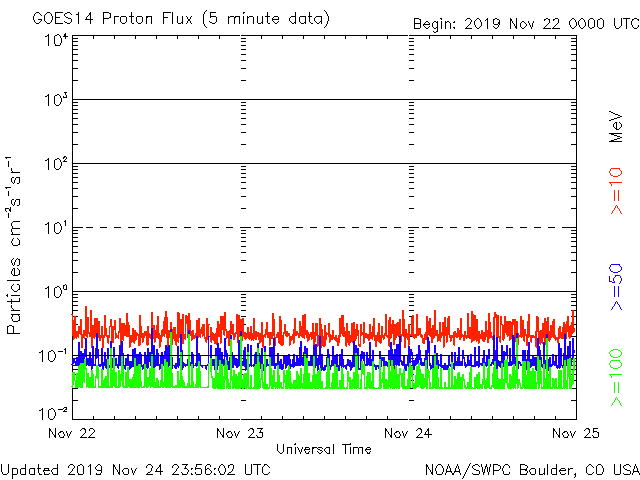 GOES14 Proton Flux (5 minute data)
Begin: 2019 Nov 22 0000 UTC
10⁴
10³
10²
10¹
10⁰
10⁻¹
10⁻²
Particles cm⁻²s⁻¹sr⁻¹
MeV
>=10
>=50
>=100
Nov 22
Nov 23
Nov 24
Nov 25
Universal Time
Updated 2019 Nov 24 23:56:02 UTC
NOAA/SWPC Boulder, CO USA